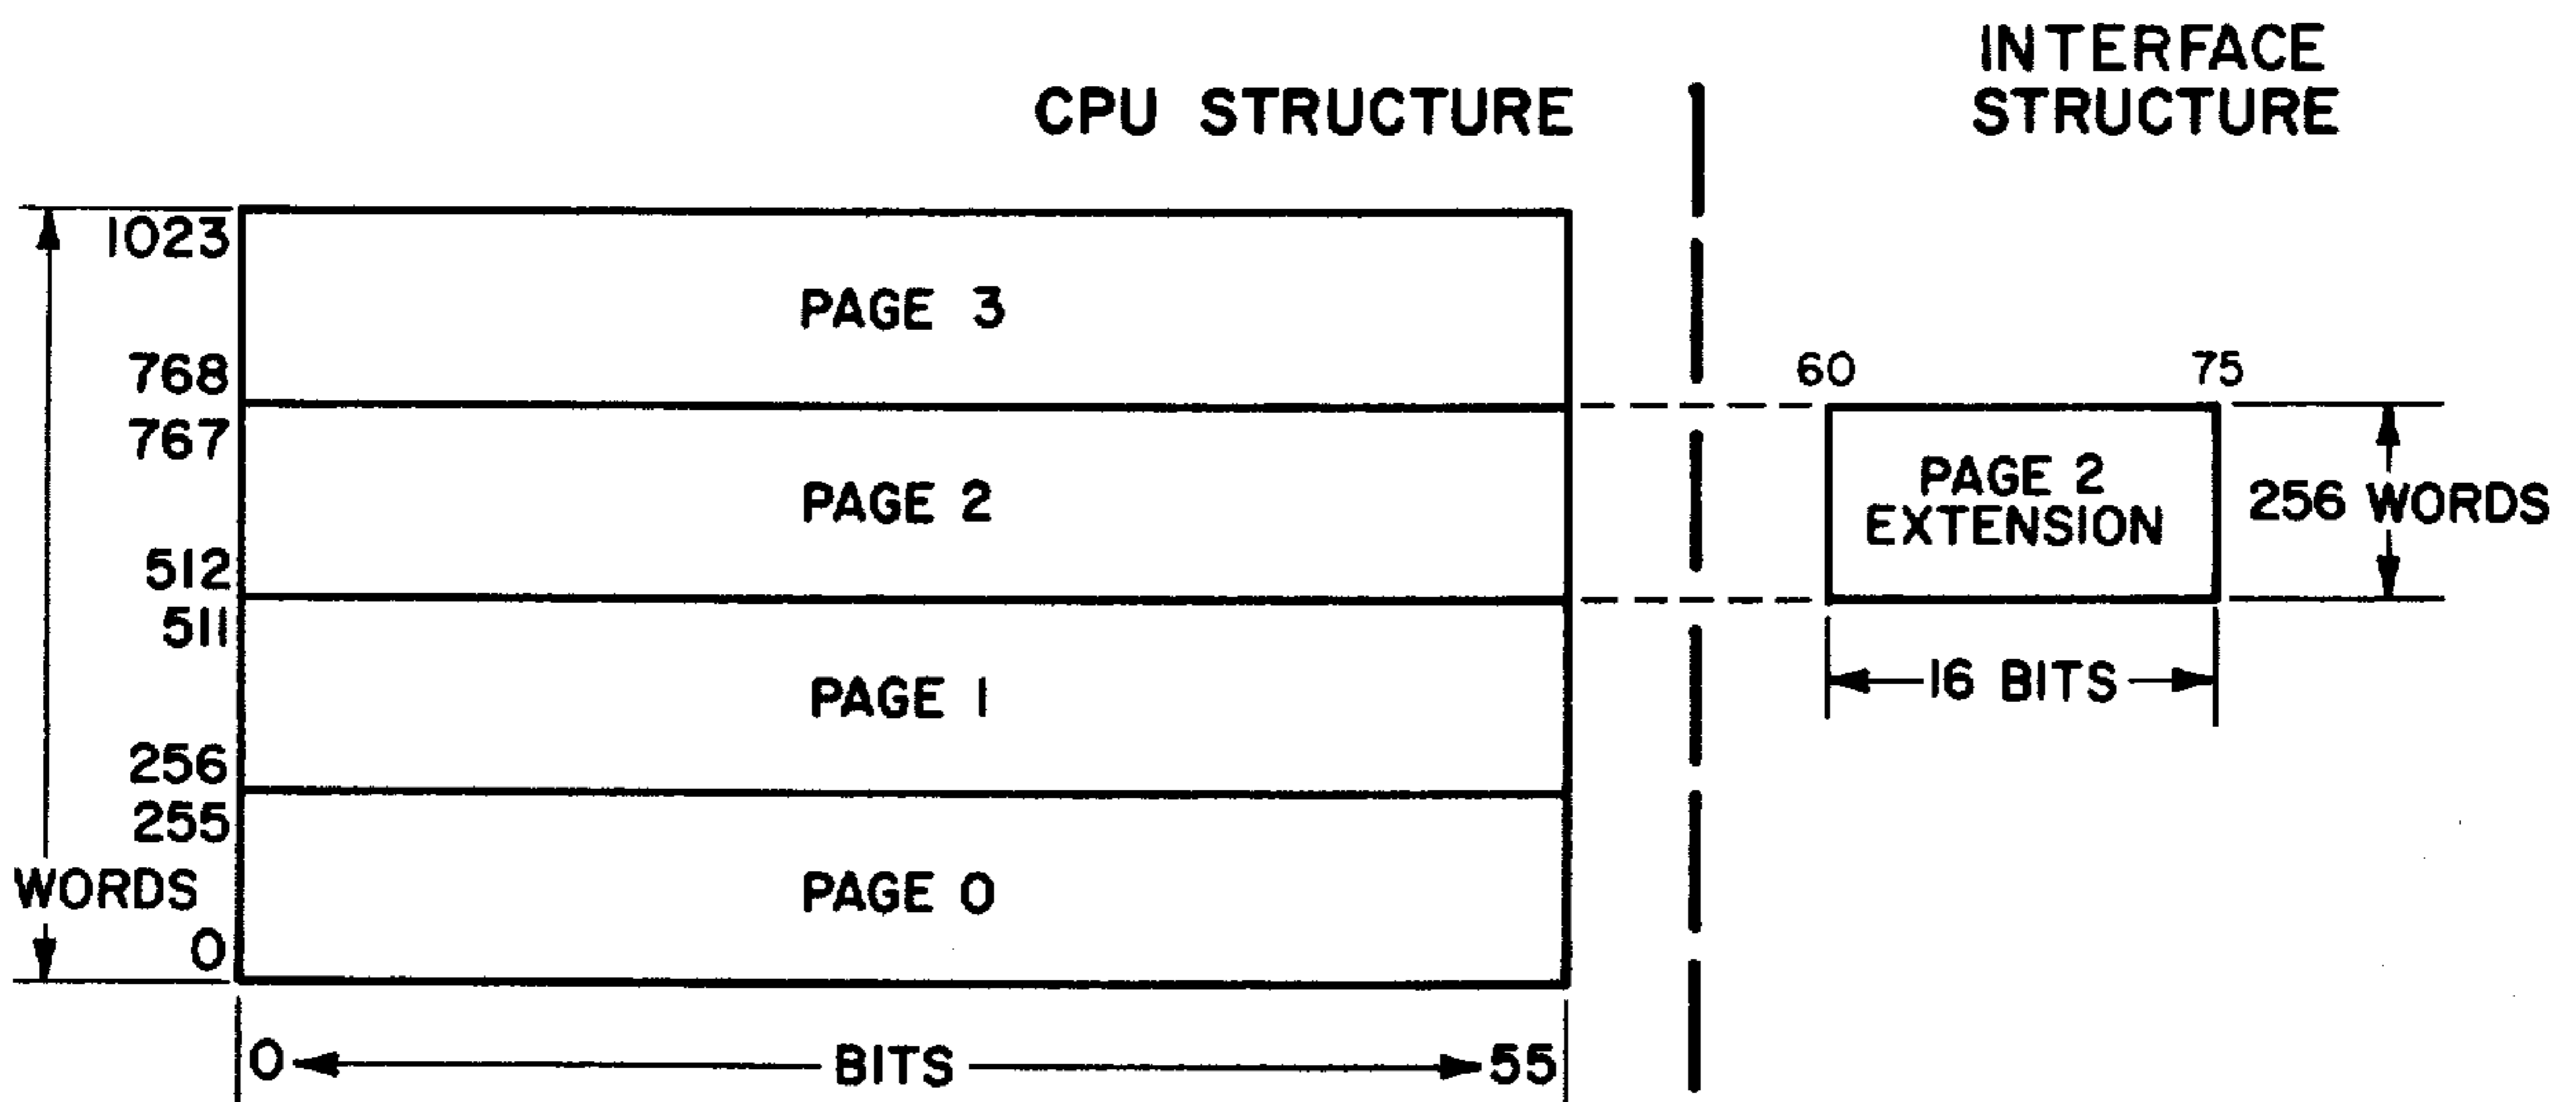 INTERFACE
STRUCTURE
CPU STRUCTURE
1023
PAGE 3
768
60
75
767
PAGE 2
PAGE 2
EXTENSION
256 WORDS
512
511
16 BITS
PAGE 1
256
255
WORDS
PAGE 0
0
0
BITS
55